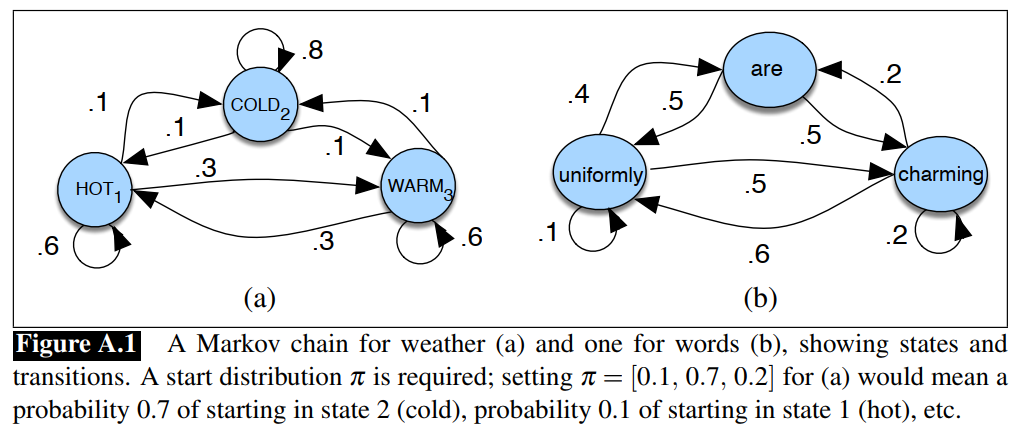 .8
.1
COLD2
.1
.1
.1
.3
HOT1
WARM3
.6
.3
.6
(a)
are
.2
.4
.5
.5
uniformly
charming
.5
.1
.2
.6
(b)
Figure A.1 A Markov chain for weather (a) and one for words (b), showing states and
transitions. A start distribution π is required; setting π = [0.1, 0.7, 0.2] for (a) would mean a
probability 0.7 of starting in state 2 (cold), probability 0.1 of starting in state 1 (hot), etc.